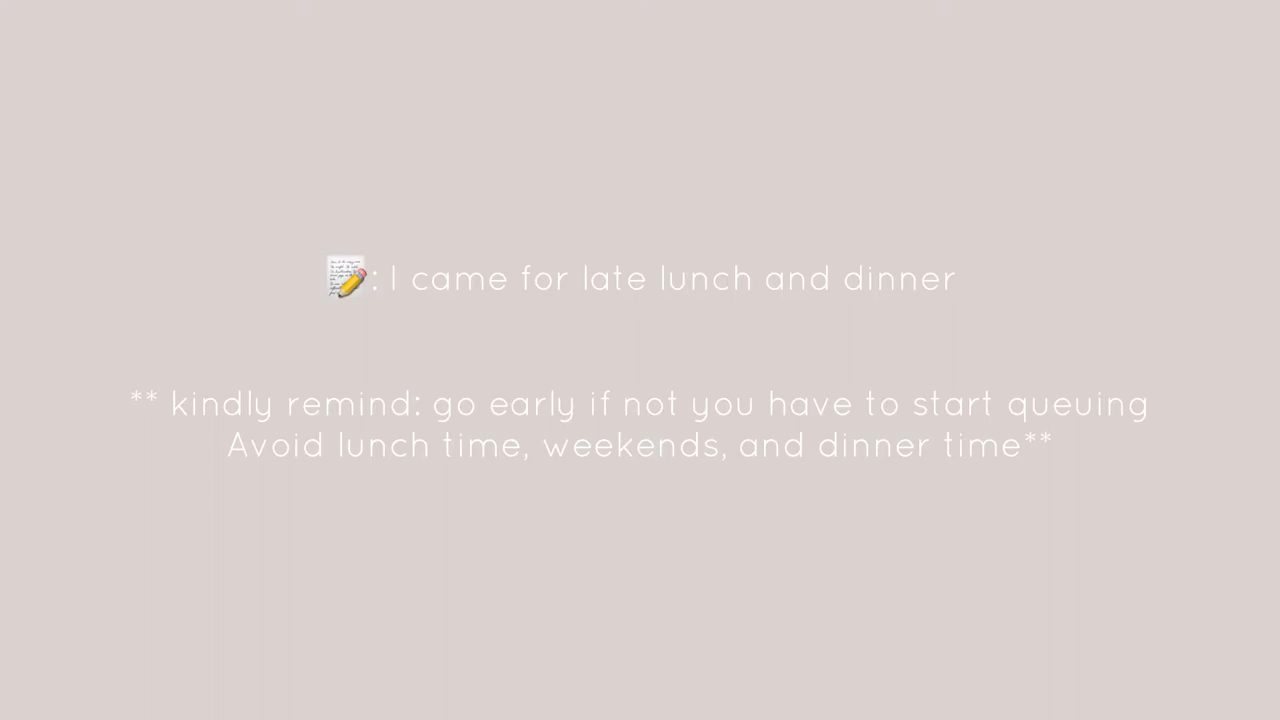 📝: I came for late lunch and dinner
** kindly remind: go early if not you have to start queuing
Avoid lunch time, weekends, and dinner time**